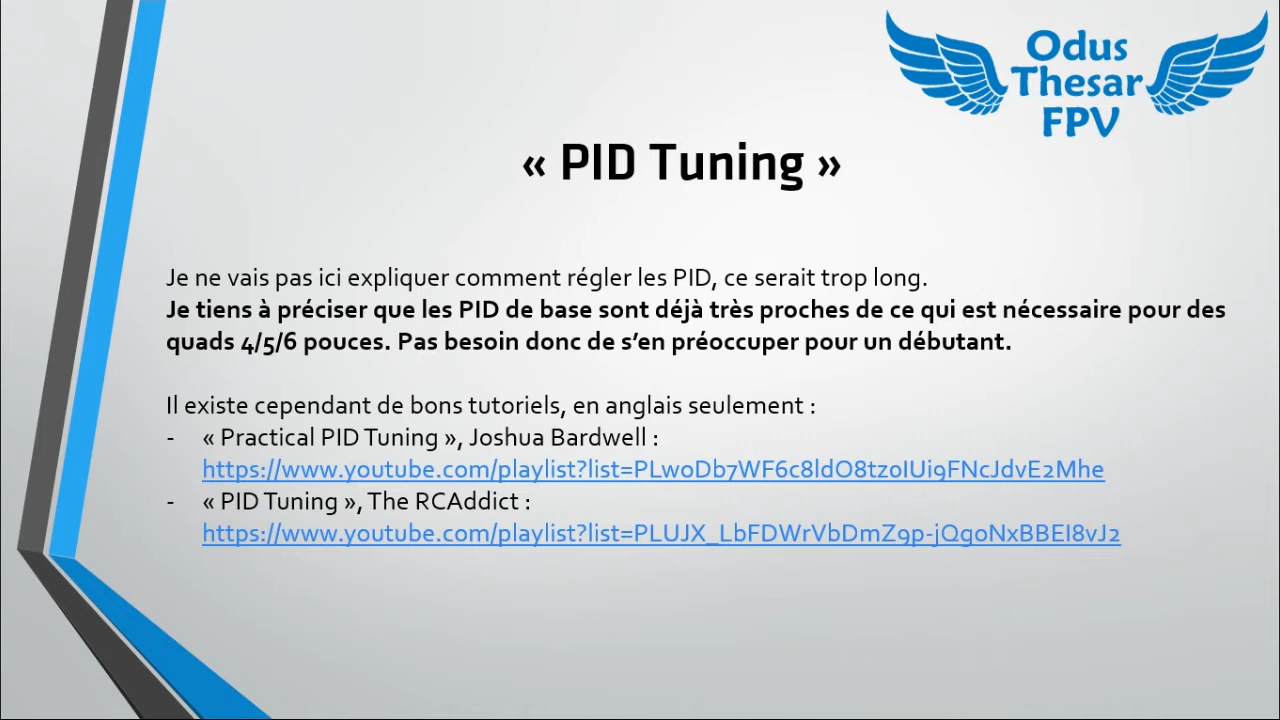 Odus
Thesar
FPV
« PID Tuning »
Je ne vais pas ici expliquer comment régler les PID, ce serait trop long.
Je tiens à préciser que les PID de base sont déjà très proches de ce qui est nécessaire pour des
quads 4/5/6 pouces. Pas besoin donc de s’en préoccuper pour un débutant.
Il existe cependant de bons tutoriels, en anglais seulement :
- « Practical PID Tuning », Joshua Bardwell :
https://www.youtube.com/playlist?list=PLwoDb7WF6c8ldO8tz0IUi9FNcJdvE2Mhe
- « PID Tuning », The RCAddict :
https://www.youtube.com/playlist?list=PLUJX_LbFDWrVbDmZ9p-jQgoNxBBEI8vJ2